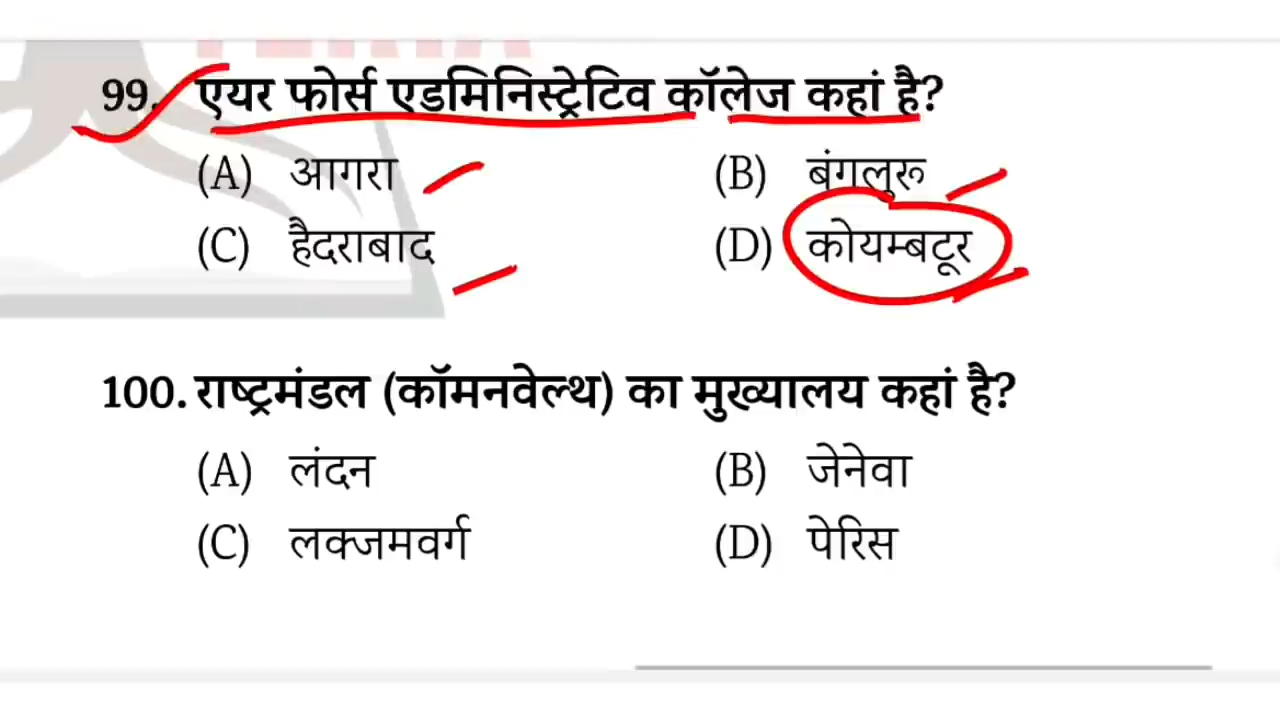 99. एयर फोर्स एडमिनिस्ट्रेटिव कॉलेज कहां है?
(A) आगरा (B) बंगलुरू
(C) हैदराबाद (D) कोयम्बटूर
100. राष्ट्रमंडल (कॉमनवेल्थ) का मुख्यालय कहां है?
(A) लंदन (B) जेनेवा
(C) लक्जमवर्ग (D) पेरिस